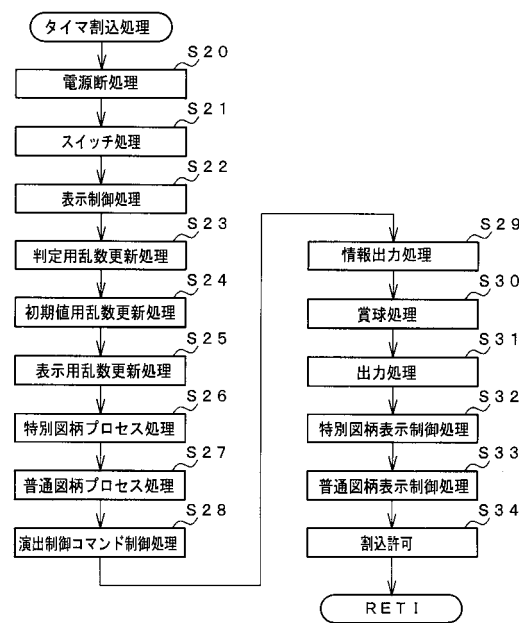 タイマ割込処理
S20
電源断処理
S21
スイッチ処理
S22
表示制御処理
S23
判定用乱数更新処理
S24
初期値用乱数更新処理
S25
表示用乱数更新処理
S26
特別図柄プロセス処理
S27
普通図柄プロセス処理
S28
演出制御コマンド制御処理
S29
情報出力処理
S30
賞球処理
S31
出力処理
S32
特別図柄表示制御処理
S33
普通図柄表示制御処理
S34
割込許可
RETI